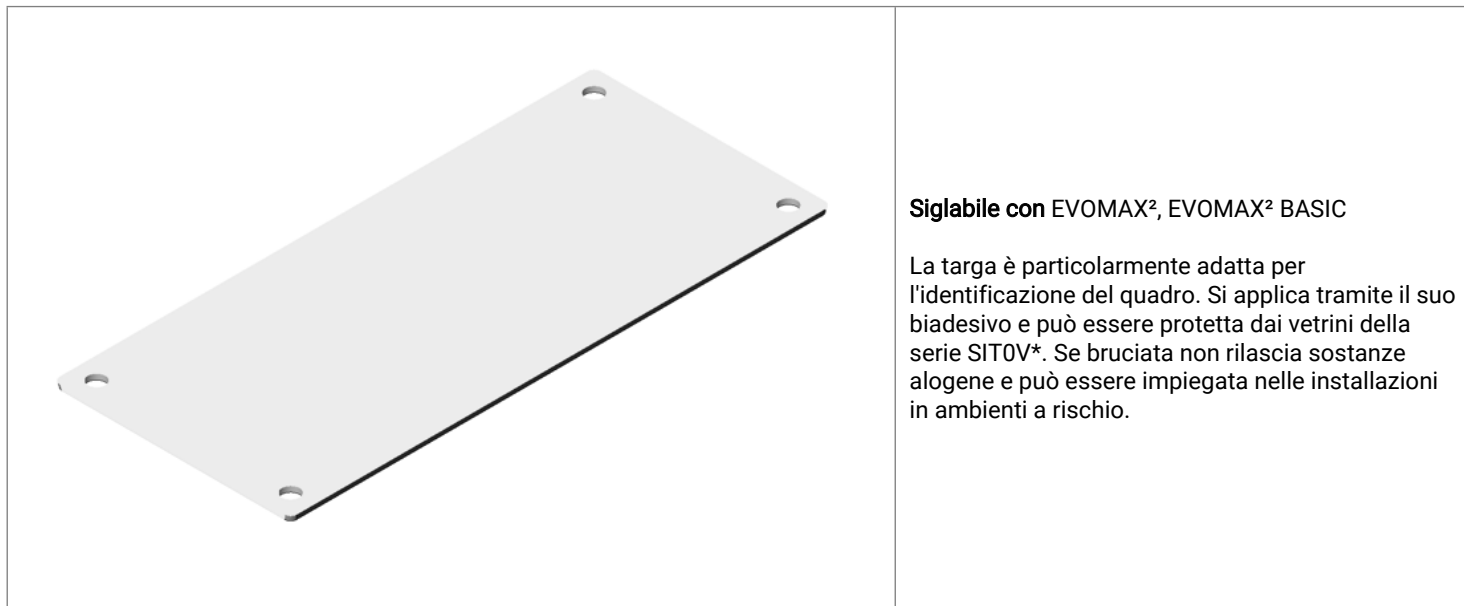 Siglabile con EVOMAX², EVOMAX² BASIC
La targa è particolarmente adatta per
l'identificazione del quadro. Si applica tramite il suo
biadesivo e può essere protetta dai vetrini della
serie SIT0V*. Se bruciata non rilascia sostanze
alogene e può essere impiegata nelle installazioni
in ambienti a rischio.